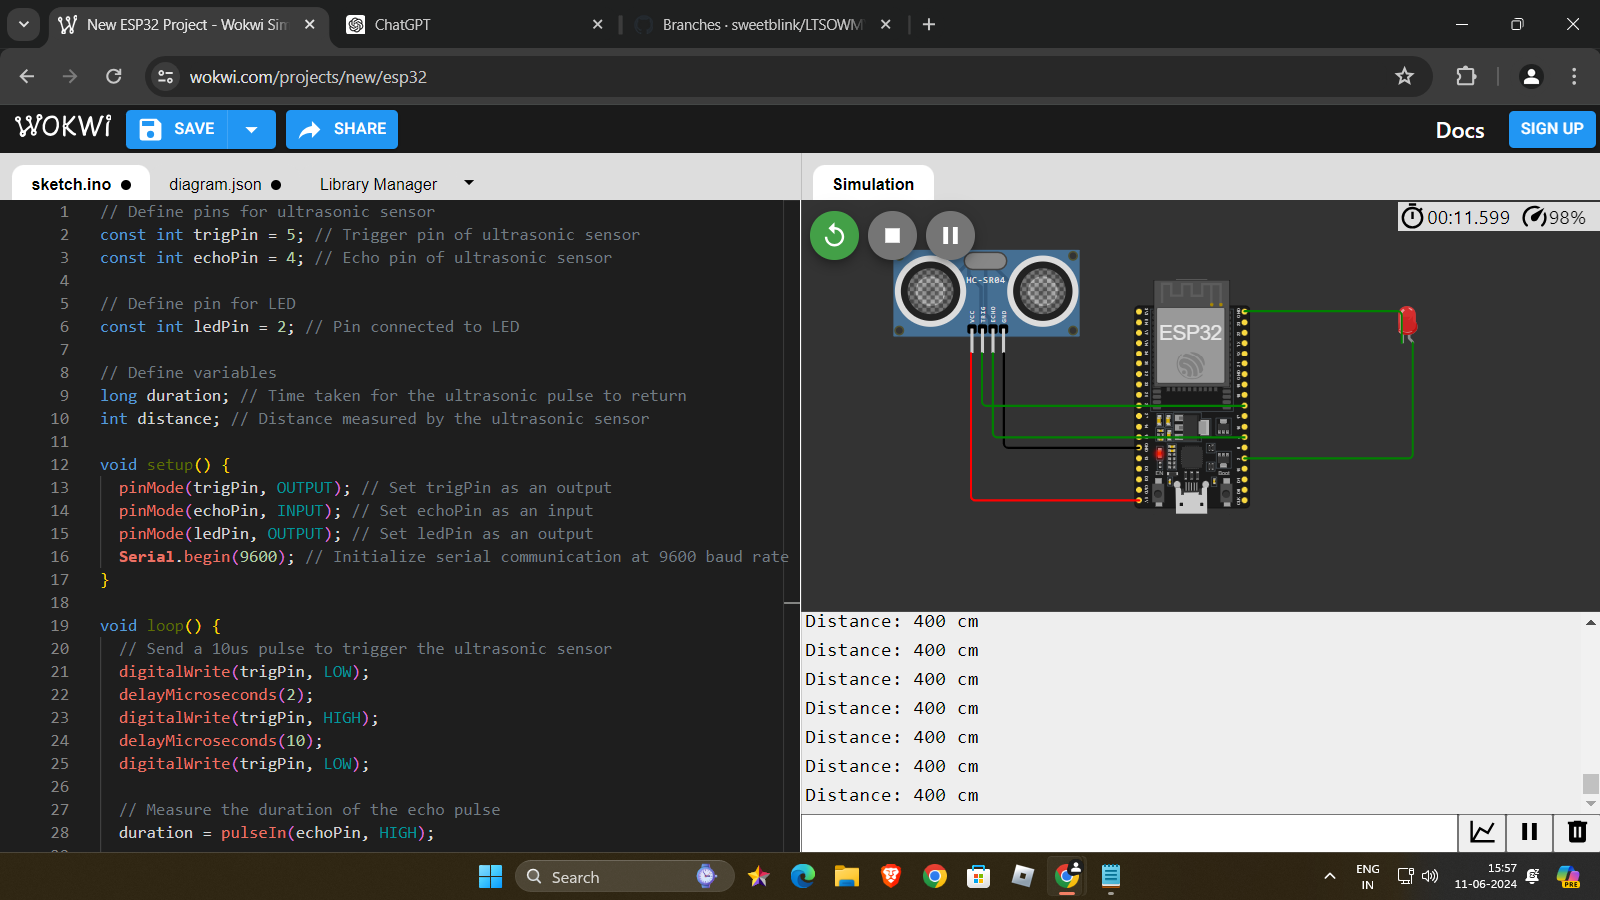 New ESP32 Project - Wokwi Sim
ChatGPT
Branches · sweetblink/LTSOWM
wokwi.com/projects/new/esp32
WOKWI
SAVE
SHARE
Docs
SIGN UP
sketch.ino
diagram.json
Library Manager
Simulation
1 // Define pins for ultrasonic sensor
2 const int trigPin = 5; // Trigger pin of ultrasonic sensor
3 const int echoPin = 4; // Echo pin of ultrasonic sensor
4
5 // Define pin for LED
6 const int ledPin = 2; // Pin connected to LED
7
8 // Define variables
9 long duration; // Time taken for the ultrasonic pulse to return
10 int distance; // Distance measured by the ultrasonic sensor
11
12 void setup() {
13 pinMode(trigPin, OUTPUT); // Set trigPin as an output
14 pinMode(echoPin, INPUT); // Set echoPin as an input
15 pinMode(ledPin, OUTPUT); // Set ledPin as an output
16 Serial.begin(9600); // Initialize serial communication at 9600 baud rate
17 }
18
19 void loop() {
20 // Send a 10us pulse to trigger the ultrasonic sensor
21 digitalWrite(trigPin, LOW);
22 delayMicroseconds(2);
23 digitalWrite(trigPin, HIGH);
24 delayMicroseconds(10);
25 digitalWrite(trigPin, LOW);
26
27 // Measure the duration of the echo pulse
28 duration = pulseIn(echoPin, HIGH);
00:11.599 98%
HC-SR04
VCC
TRIG
ECHO
GND
ESP32
EN
Boot
Distance: 400 cm
Distance: 400 cm
Distance: 400 cm
Distance: 400 cm
Distance: 400 cm
Distance: 400 cm
Distance: 400 cm
Search
ENG
IN
15:57
11-06-2024
PRE